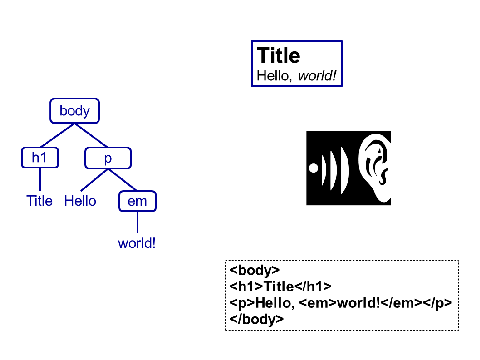 Title
Hello, world!
body
h1 p
Title Hello em
world!
<body>
<h1>Title</h1>
<p>Hello, <em>world!</em></p>
</body>